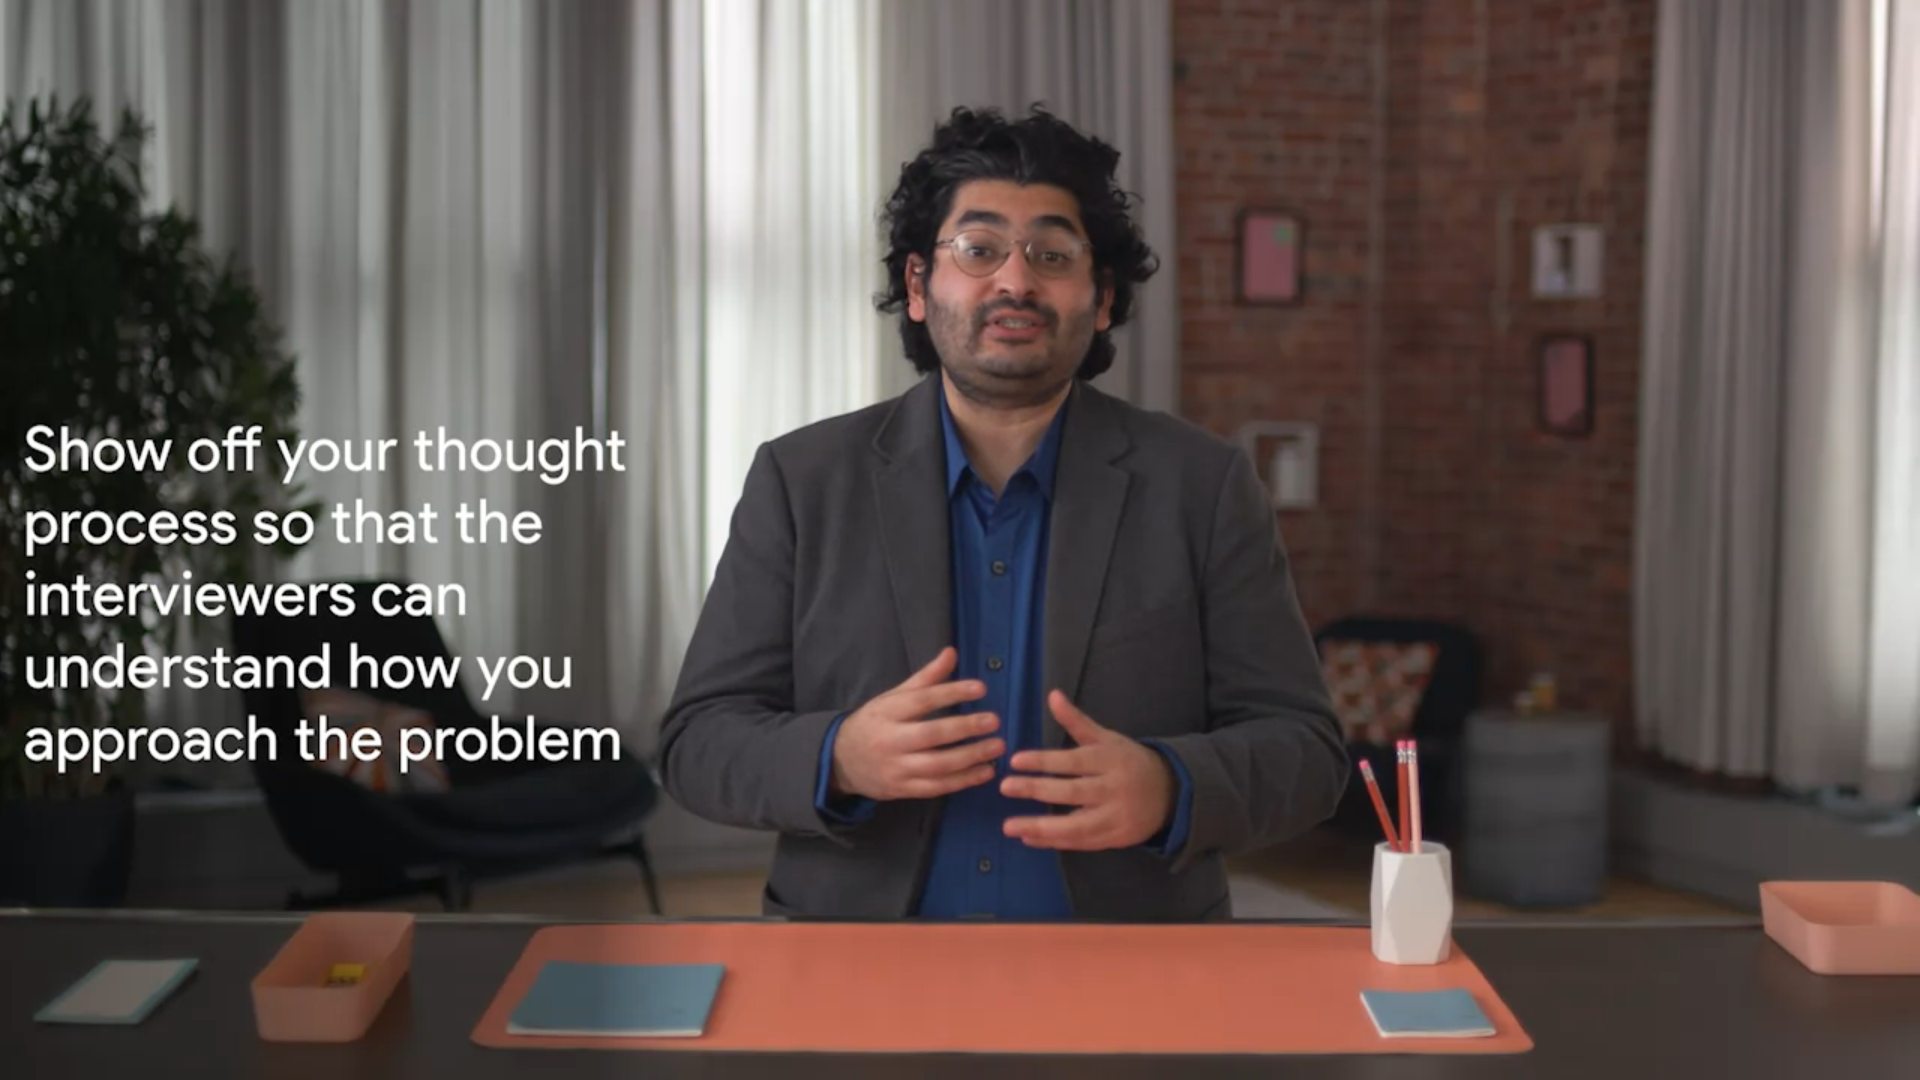 Show off your thought
process so that the
interviewers can
understand how you
approach the problem